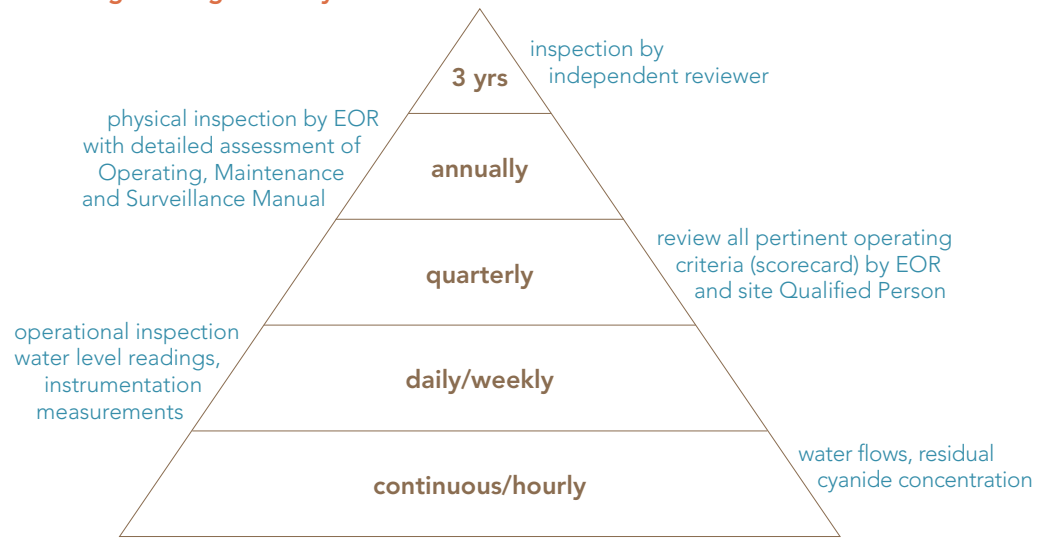 inspection by
independent reviewer
3 yrs
physical inspection by EOR
with detailed assessment of
Operating, Maintenance
and Surveillance Manual
annually
review all pertinent operating
criteria (scorecard) by EOR
and site Qualified Person
quarterly
operational inspection
water level readings,
instrumentation
measurements
daily/weekly
water flows, residual
cyanide concentration
continuous/hourly